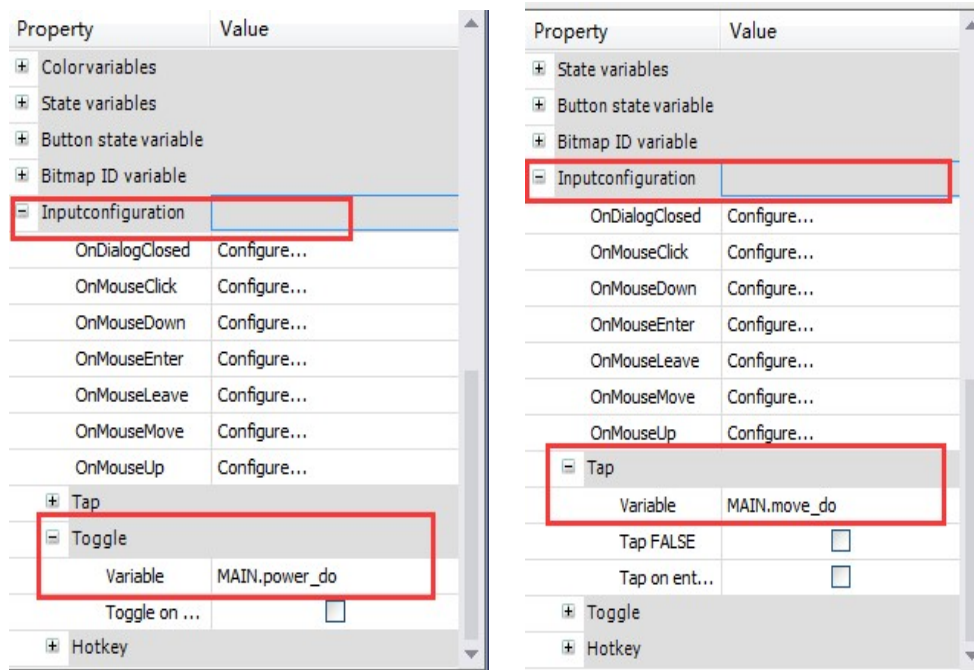 Property Value
Colorvariables
State variables
Button state variable
Bitmap ID variable
Inputconfiguration
OnDialogClosed Configure...
OnMouseClick Configure...
OnMouseDown Configure...
OnMouseEnter Configure...
OnMouseLeave Configure...
OnMouseMove Configure...
OnMouseUp Configure...
Tap
Toggle
Variable MAIN.power_do
Toggle on ...
Hotkey
Property Value
State variables
Button state variable
Bitmap ID variable
Inputconfiguration
OnDialogClosed Configure...
OnMouseClick Configure...
OnMouseDown Configure...
OnMouseEnter Configure...
OnMouseLeave Configure...
OnMouseMove Configure...
OnMouseUp Configure...
Tap
Variable MAIN.move_do
Tap FALSE
Tap on ent...
Toggle
Hotkey